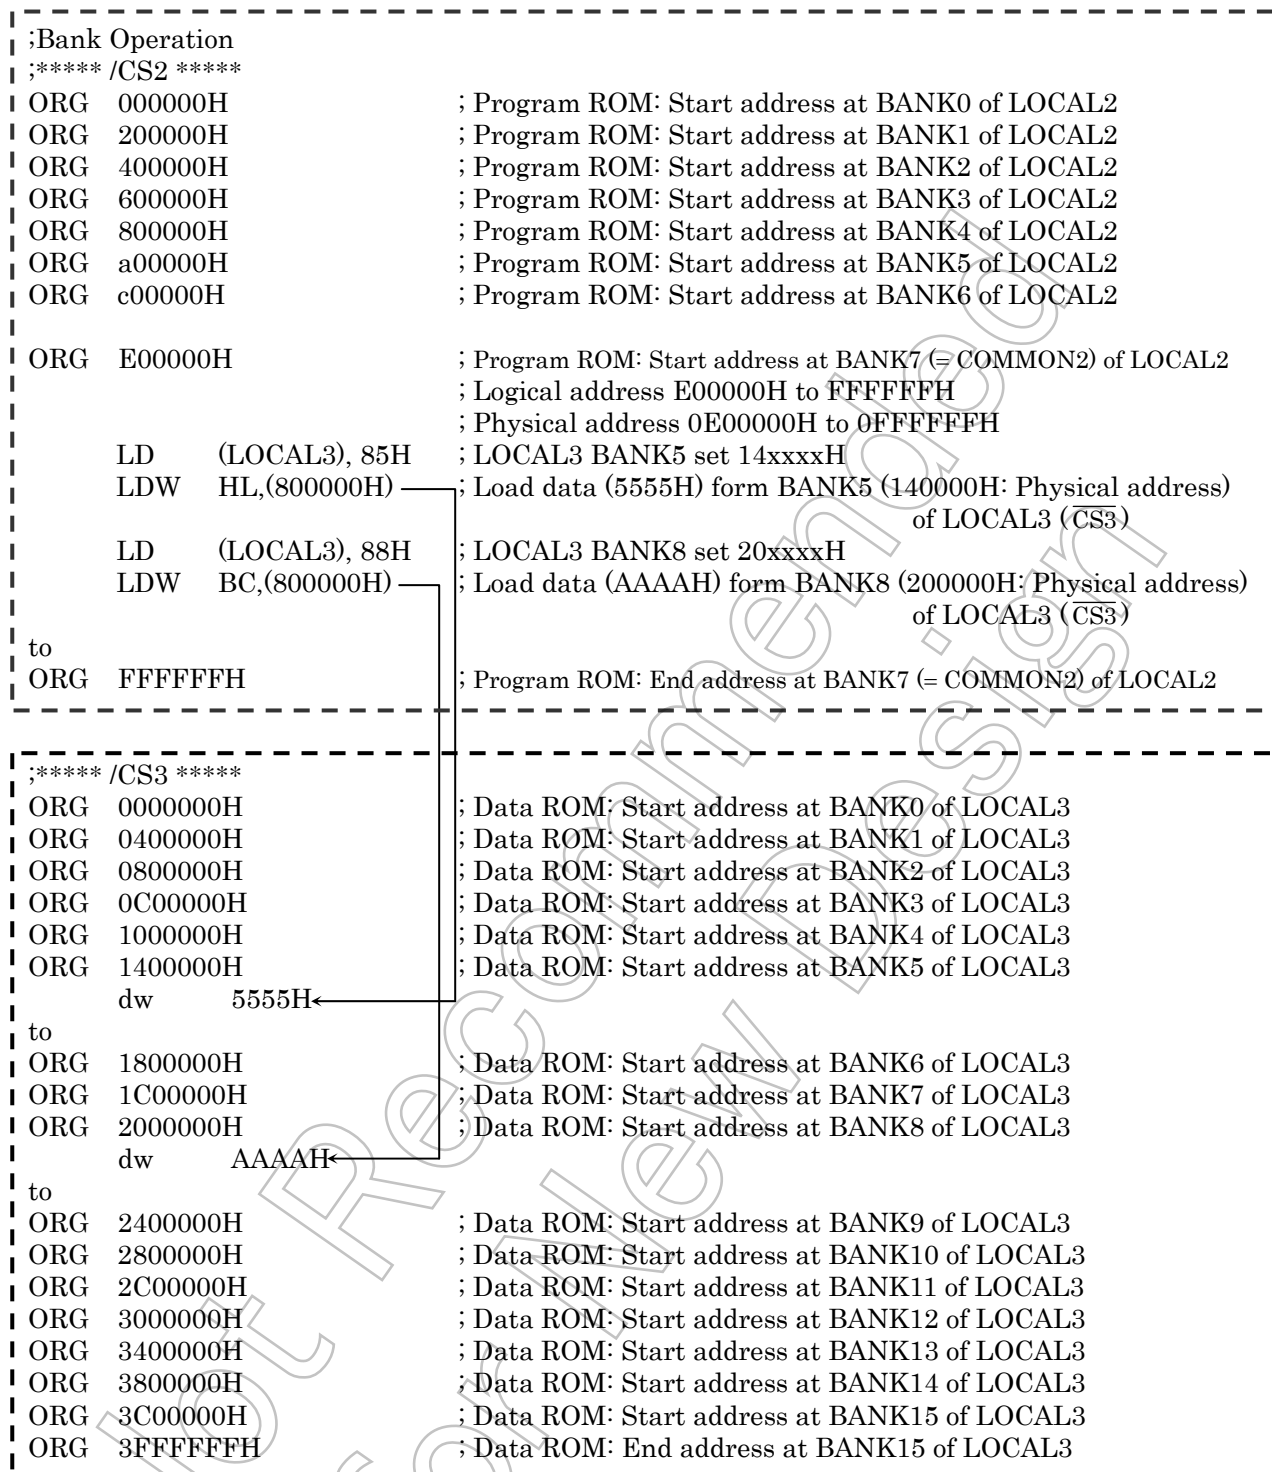 ;Bank Operation
;***** /CS2 *****
ORG 000000H ; Program ROM: Start address at BANK0 of LOCAL2
ORG 200000H ; Program ROM: Start address at BANK1 of LOCAL2
ORG 400000H ; Program ROM: Start address at BANK2 of LOCAL2
ORG 600000H ; Program ROM: Start address at BANK3 of LOCAL2
ORG 800000H ; Program ROM: Start address at BANK4 of LOCAL2
ORG a00000H ; Program ROM: Start address at BANK5 of LOCAL2
ORG c00000H ; Program ROM: Start address at BANK6 of LOCAL2
ORG E00000H ; Program ROM: Start address at BANK7 (= COMMON2) of LOCAL2
; Logical address E00000H to FFFFFFH
; Physical address 0E00000H to 0FFFFFFH
LD (LOCAL3), 85H ; LOCAL3 BANK5 set 14xxxxH
LDW HL,(800000H) ; Load data (5555H) form BANK5 (140000H: Physical address)
of LOCAL3 (CS3)
LD (LOCAL3), 88H ; LOCAL3 BANK8 set 20xxxxH
LDW BC,(800000H) ; Load data (AAAAH) form BANK8 (200000H: Physical address)
of LOCAL3 (CS3)
to
ORG FFFFFFH ; Program ROM: End address at BANK7 (= COMMON2) of LOCAL2
;***** /CS3 *****
ORG 0000000H ; Data ROM: Start address at BANK0 of LOCAL3
ORG 0400000H ; Data ROM: Start address at BANK1 of LOCAL3
ORG 0800000H ; Data ROM: Start address at BANK2 of LOCAL3
ORG 0C00000H ; Data ROM: Start address at BANK3 of LOCAL3
ORG 1000000H ; Data ROM: Start address at BANK4 of LOCAL3
ORG 1400000H ; Data ROM: Start address at BANK5 of LOCAL3
dw 5555H
to
ORG 1800000H ; Data ROM: Start address at BANK6 of LOCAL3
ORG 1C00000H ; Data ROM: Start address at BANK7 of LOCAL3
ORG 2000000H ; Data ROM: Start address at BANK8 of LOCAL3
dw AAAAH
to
ORG 2400000H ; Data ROM: Start address at BANK9 of LOCAL3
ORG 2800000H ; Data ROM: Start address at BANK10 of LOCAL3
ORG 2C00000H ; Data ROM: Start address at BANK11 of LOCAL3
ORG 3000000H ; Data ROM: Start address at BANK12 of LOCAL3
ORG 3400000H ; Data ROM: Start address at BANK13 of LOCAL3
ORG 3800000H ; Data ROM: Start address at BANK14 of LOCAL3
ORG 3C00000H ; Data ROM: Start address at BANK15 of LOCAL3
ORG 3FFFFFFH ; Data ROM: End address at BANK15 of LOCAL3
Not Recommended
for New Design